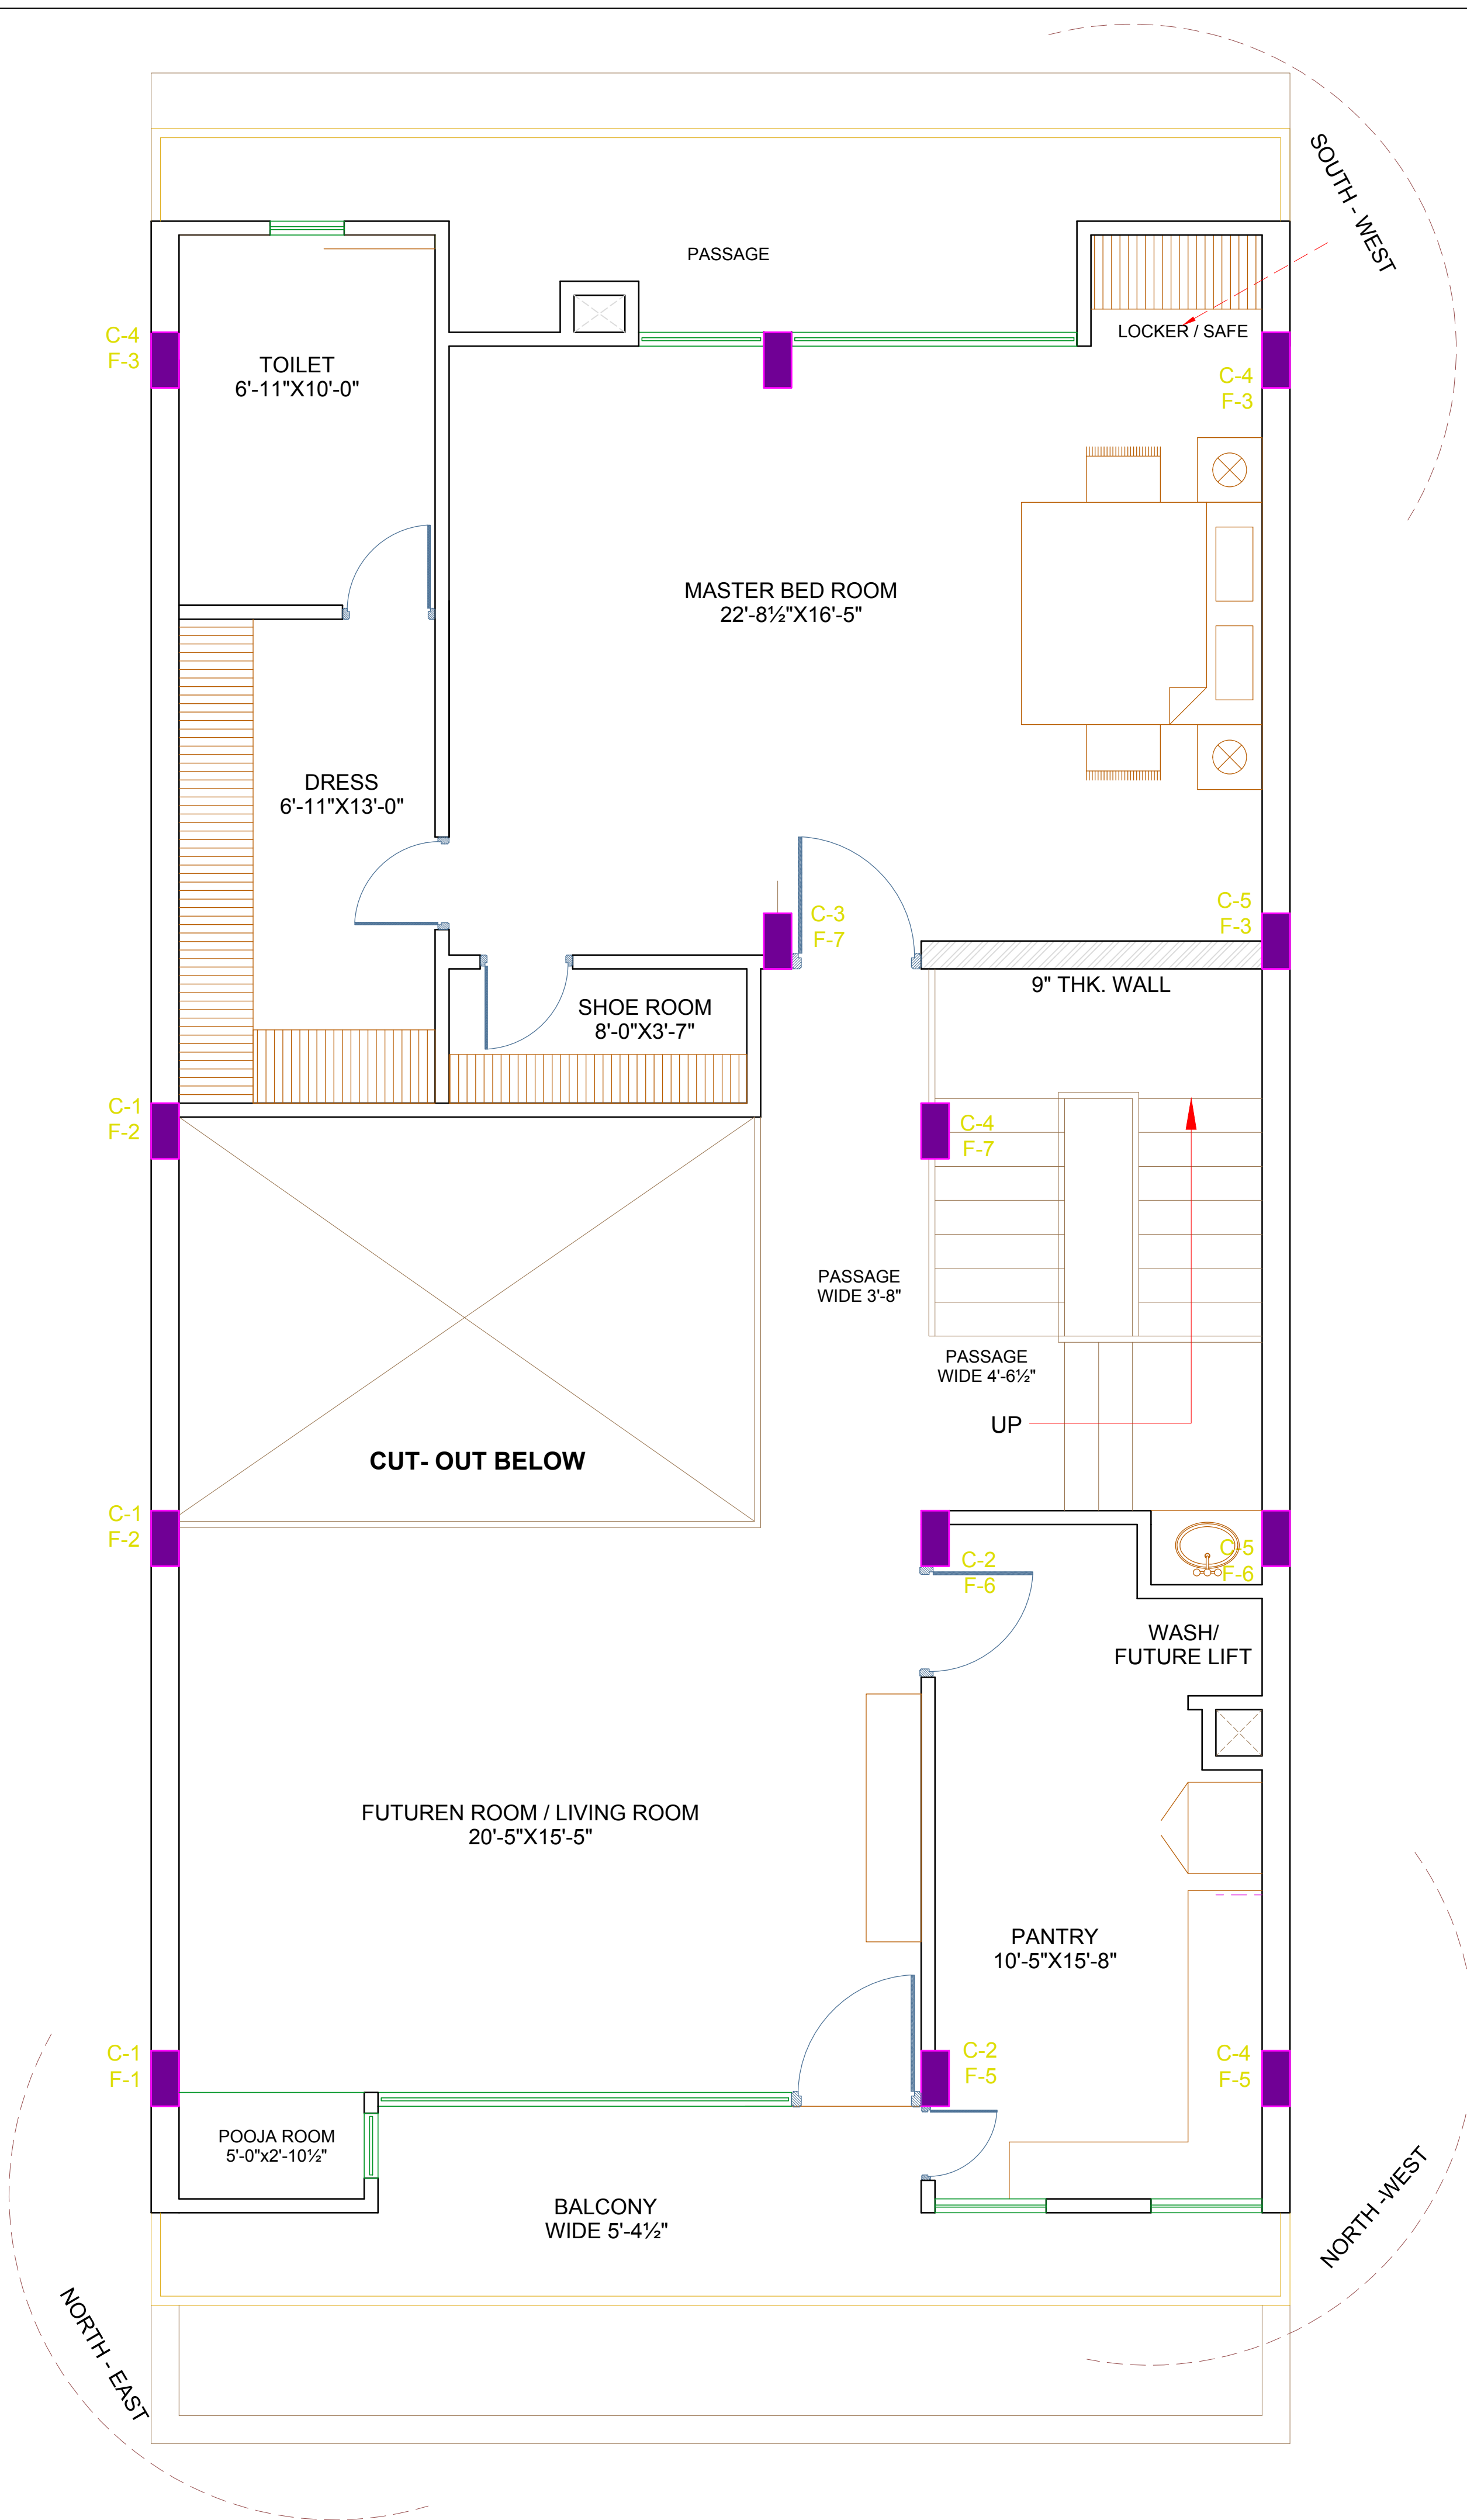 SOUTH - WEST
PASSAGE
LOCKER / SAFE
C-4
F-3
TOILET
6'-11"X10'-0"
C-4
F-3
MASTER BED ROOM
22'-8½"X16'-5"
DRESS
6'-11"X13'-0"
C-3
F-7
C-5
F-3
9" THK. WALL
SHOE ROOM
8'-0"X3'-7"
C-1
F-2
C-4
F-7
PASSAGE
WIDE 3'-8"
PASSAGE
WIDE 4'-6½"
UP
CUT- OUT BELOW
C-1
F-2
C-2
F-6
C-5
F-6
WASH/
FUTURE LIFT
FUTUREN ROOM / LIVING ROOM
20'-5"X15'-5"
PANTRY
10'-5"X15'-8"
C-1
F-1
C-2
F-5
C-4
F-5
POOJA ROOM
5'-0"x2'-10½"
BALCONY
WIDE 5'-4½"
NORTH -WEST
NORTH - EAST